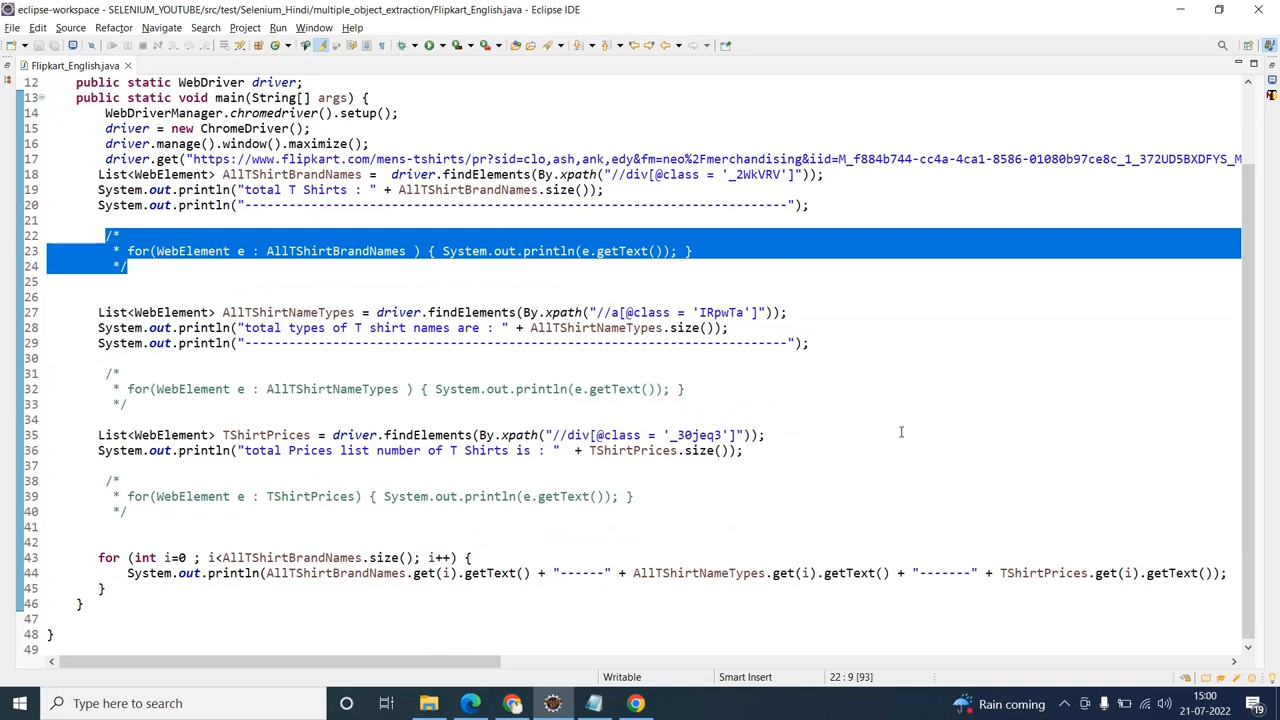 eclipse-workspace - SELENIUM_YOUTUBE/src/test/Selenium_Hindi/multiple_object_extraction/Flipkart_English.java - Eclipse IDE
File Edit Source Refactor Navigate Search Project Run Window Help
Flipkart_English.java
12 public static WebDriver driver;
13 public static void main(String[] args) {
14 WebDriverManager.chromedriver().setup();
15 driver = new ChromeDriver();
16 driver.manage().window().maximize();
17 driver.get("https://www.flipkart.com/mens-tshirts/pr?sid=clo,ash,ank,edy&fm=neo%2Fmerchandising&iid=M_f884b744-cc4a-4ca1-8586-01080b97ce8c_1_372UD5BXDFYS_M
18 List<WebElement> AllTShirtBrandNames = driver.findElements(By.xpath("//div[@class = '_2WkVRV']"));
19 System.out.println("total T Shirts : " + AllTShirtBrandNames.size());
20 System.out.println("--------------------------------------------------------------------------");
21
22 /*
23 * for(WebElement e : AllTShirtBrandNames ) { System.out.println(e.getText()); }
24 */
25
26
27 List<WebElement> AllTShirtNameTypes = driver.findElements(By.xpath("//a[@class = 'IRpwTa']"));
28 System.out.println("total types of T shirt names are : " + AllTShirtNameTypes.size());
29 System.out.println("--------------------------------------------------------------------------");
30
31 /*
32 * for(WebElement e : AllTShirtNameTypes ) { System.out.println(e.getText()); }
33 */
34
35 List<WebElement> TShirtPrices = driver.findElements(By.xpath("//div[@class = '_30jeq3']"));
36 System.out.println("total Prices list number of T Shirts is : " + TShirtPrices.size());
37
38 /*
39 * for(WebElement e : TShirtPrices) { System.out.println(e.getText()); }
40 */
41
42
43 for (int i=0 ; i<AllTShirtBrandNames.size(); i++) {
44 System.out.println(AllTShirtBrandNames.get(i).getText() + "------" + AllTShirtNameTypes.get(i).getText() + "-------" + TShirtPrices.get(i).getText());
45 }
46 }
47
48 }
49
Writable Smart Insert 22 : 9 [93]
Type here to search Rain coming 15:00
21-07-2022 19